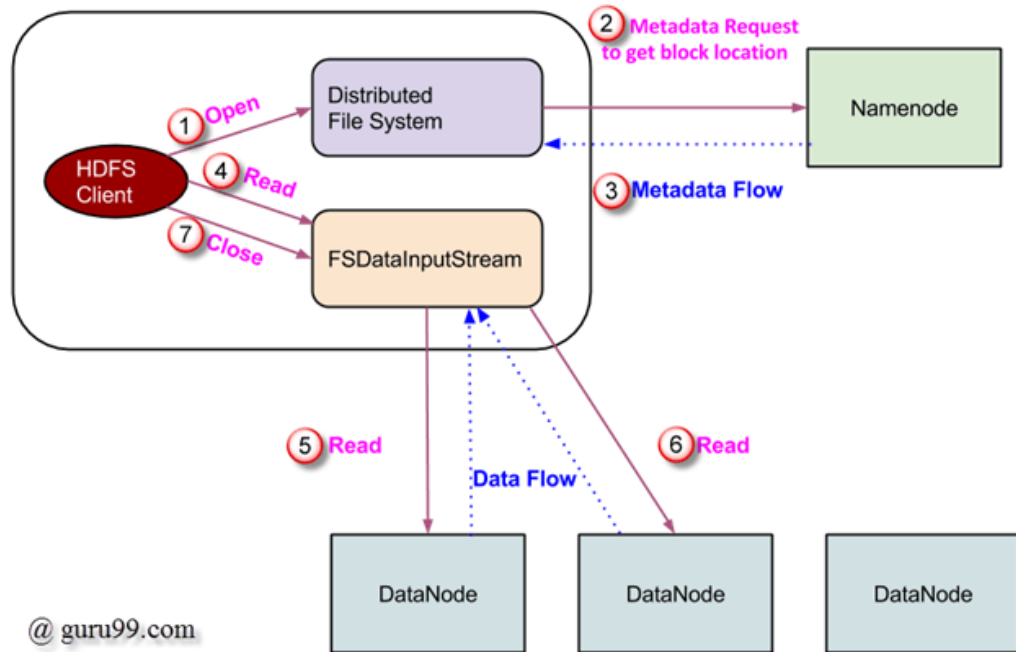 2 Metadata Request
to get block location
Distributed
File System
Namenode
1 Open
HDFS
Client
4 Read
3 Metadata Flow
7 Close
FSDataInputStream
5 Read
6 Read
Data Flow
DataNode
DataNode
DataNode
@ guru99.com